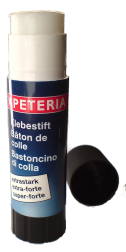 PETERIA
Klebestift
Bâton de
colle
Bastoncino
di colla
extrastark
extra-forte
super-forte